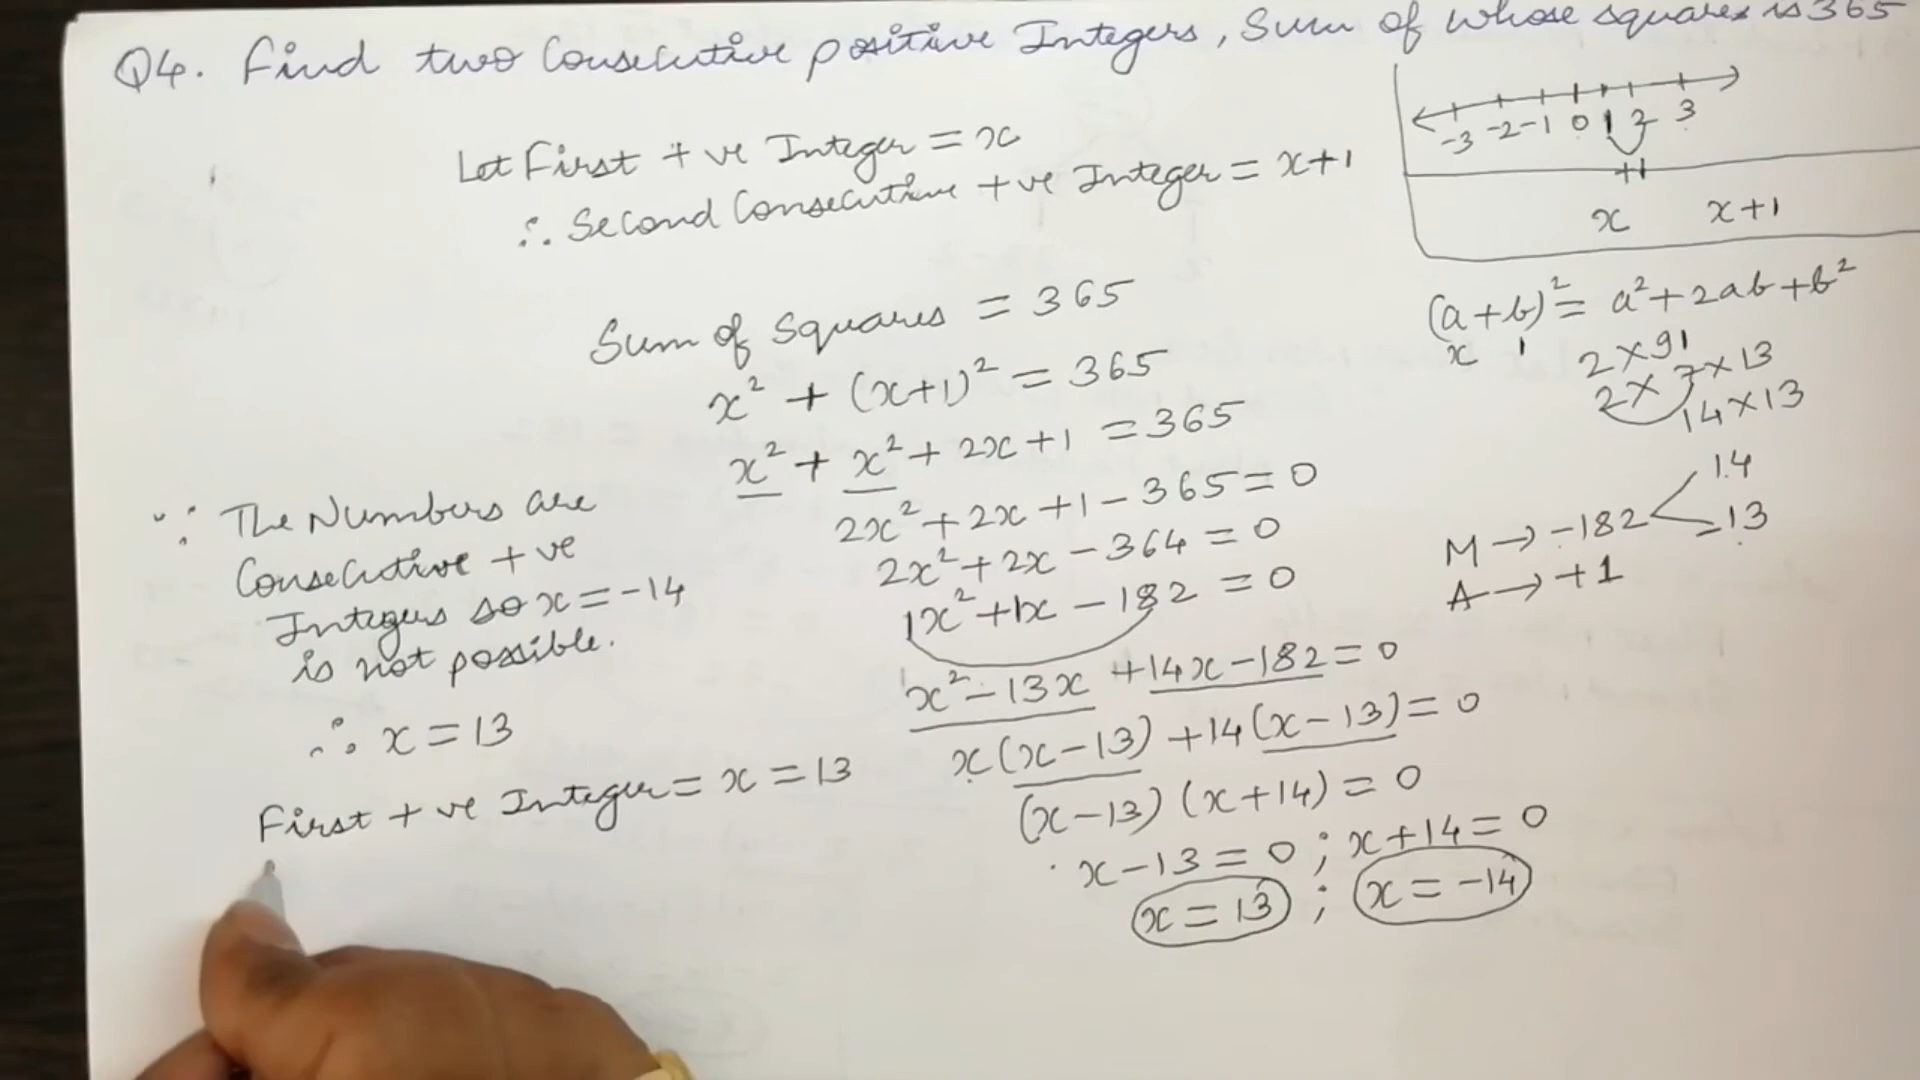 Q4. Find two Consecutive positive Integers, Sum of whose squares is 365
Let First +ve Integer = x
∴ Second Consecutive +ve Integer = x+1
Sum of Squares = 365
x² + (x+1)² = 365
x² + x² + 2x + 1 = 365
2x² + 2x + 1 - 365 = 0
2x² + 2x - 364 = 0
1x² + 1x - 182 = 0
x² - 13x + 14x - 182 = 0
x(x-13) + 14(x-13) = 0
(x-13) (x+14) = 0
x-13 = 0 ; x+14 = 0
x = 13 ; x = -14
∵ The Numbers are
Consecutive +ve
Integers so x = -14
is not possible.
∴ x = 13
First +ve Integer = x = 13
-3 -2 -1 0 1 2 3
+1
x x+1
(a+b)² = a²+2ab+b²
x 1
2×91
2×7×13
14×13
14
M → -182
-13
A → +1